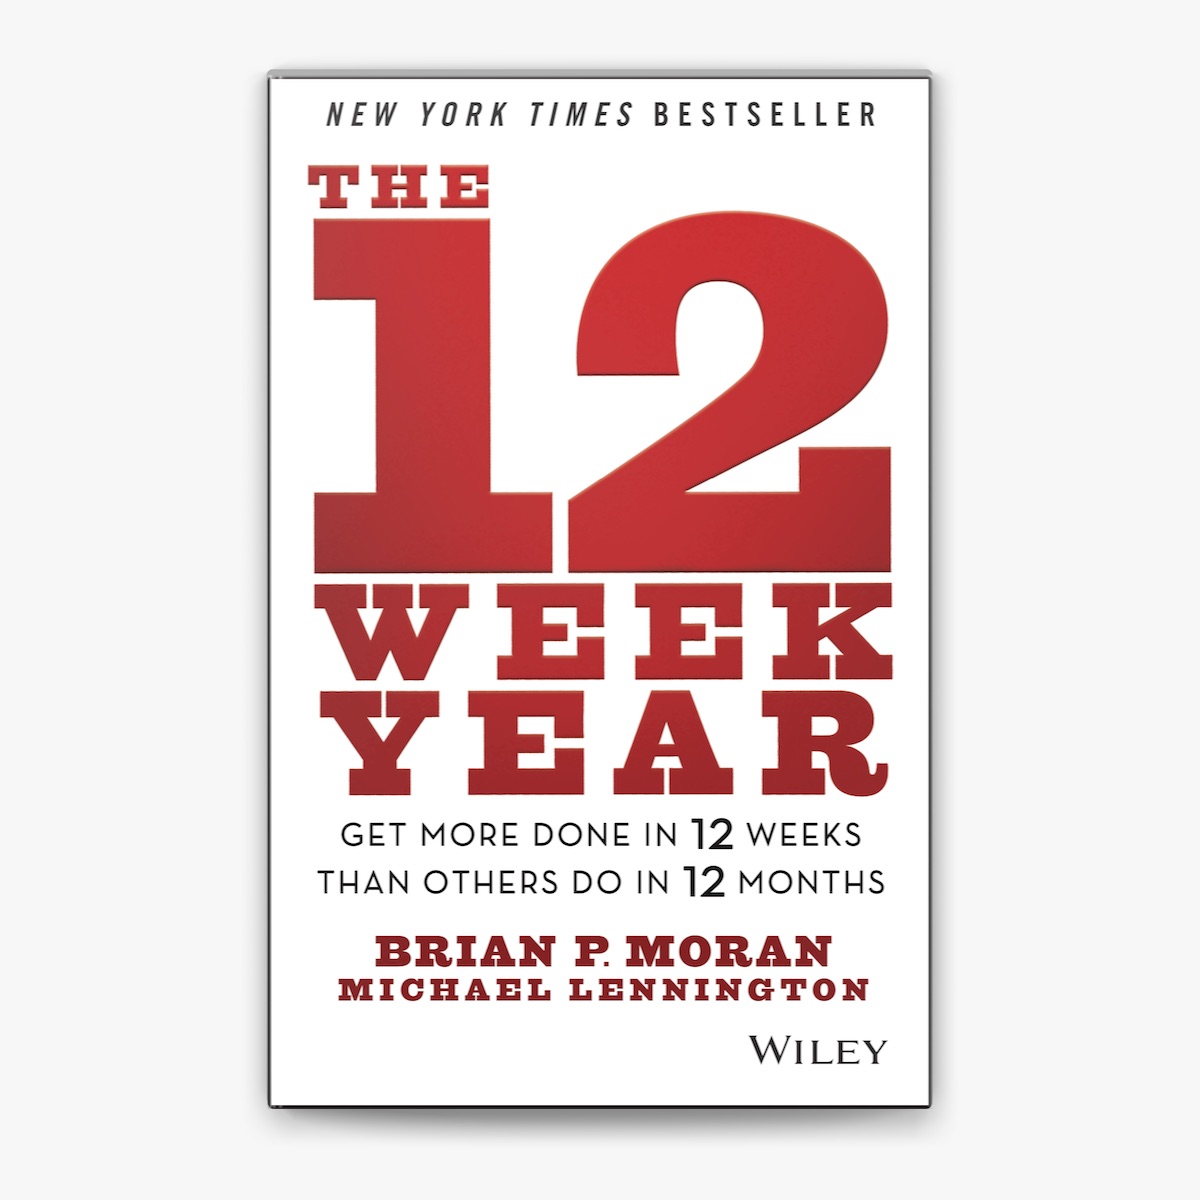 NEW YORK TIMES BESTSELLER
THE
12
WEEK
YEAR
GET MORE DONE IN 12 WEEKS
THAN OTHERS DO IN 12 MONTHS
BRIAN P. MORAN
MICHAEL LENNINGTON
WILEY